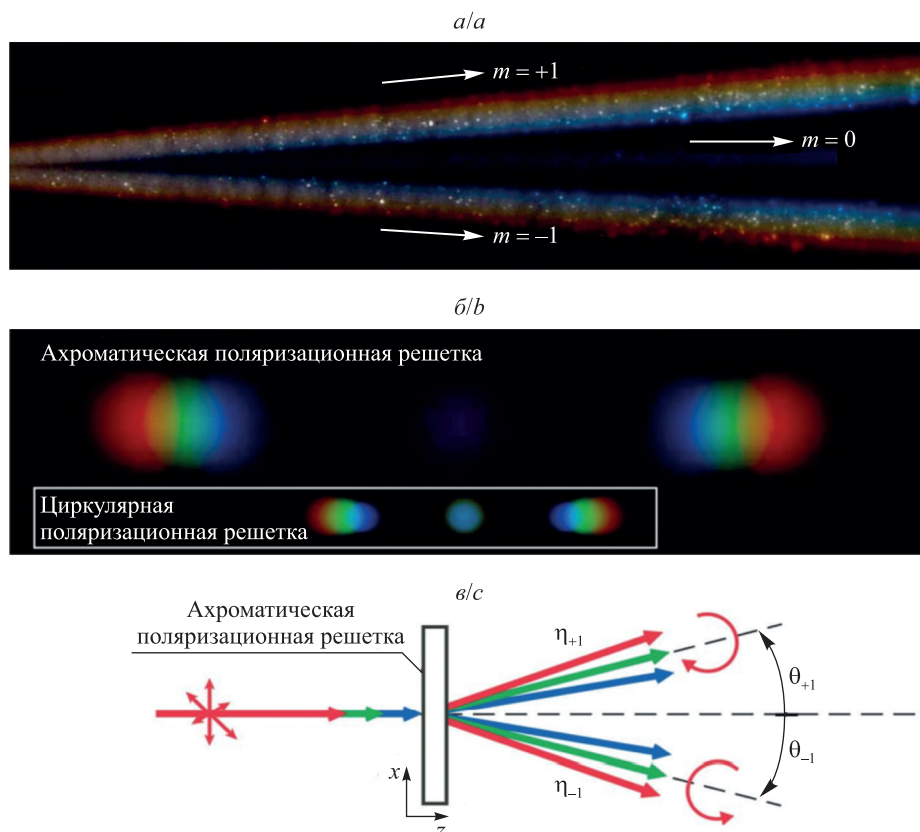 а/a
m = +1
m = 0
m = –1
б/b
Ахроматическая поляризационная решетка
Циркулярная
поляризационная решетка
в/c
Ахроматическая
поляризационная решетка
η+1
θ+1
θ–1
η–1
x
z